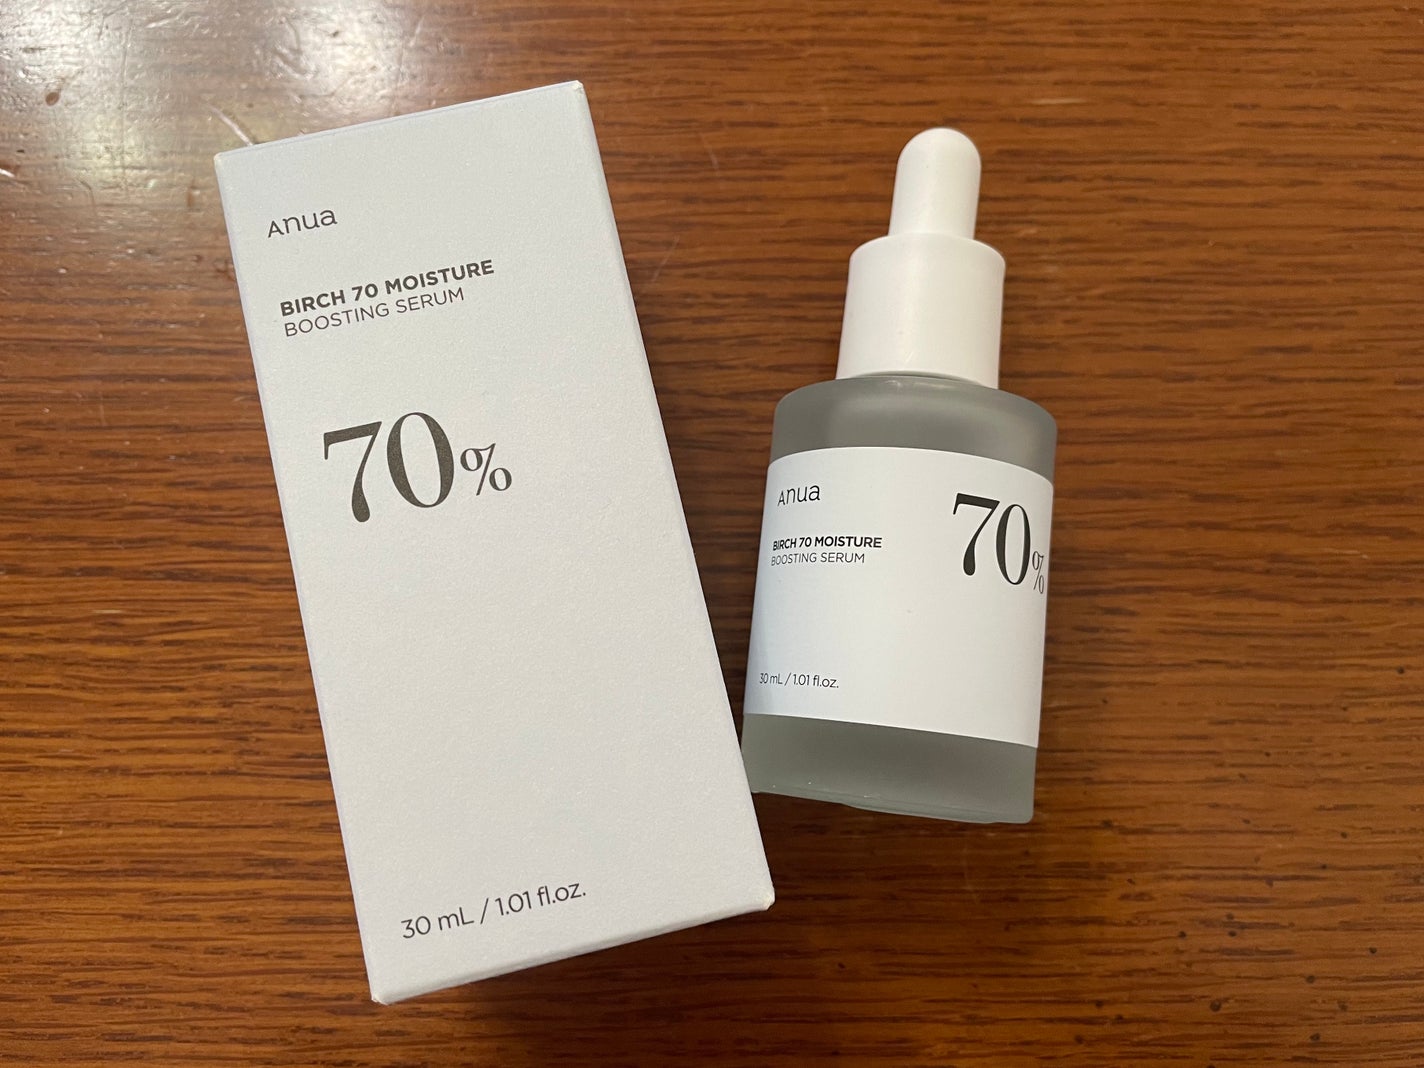 Anua
BIRCH 70 MOISTURE
BOOSTING SERUM
70%
30 mL / 1.01 fl.oz.
Anua
BIRCH 70 MOISTURE
BOOSTING SERUM
70%
30 mL / 1.01 fl.oz.